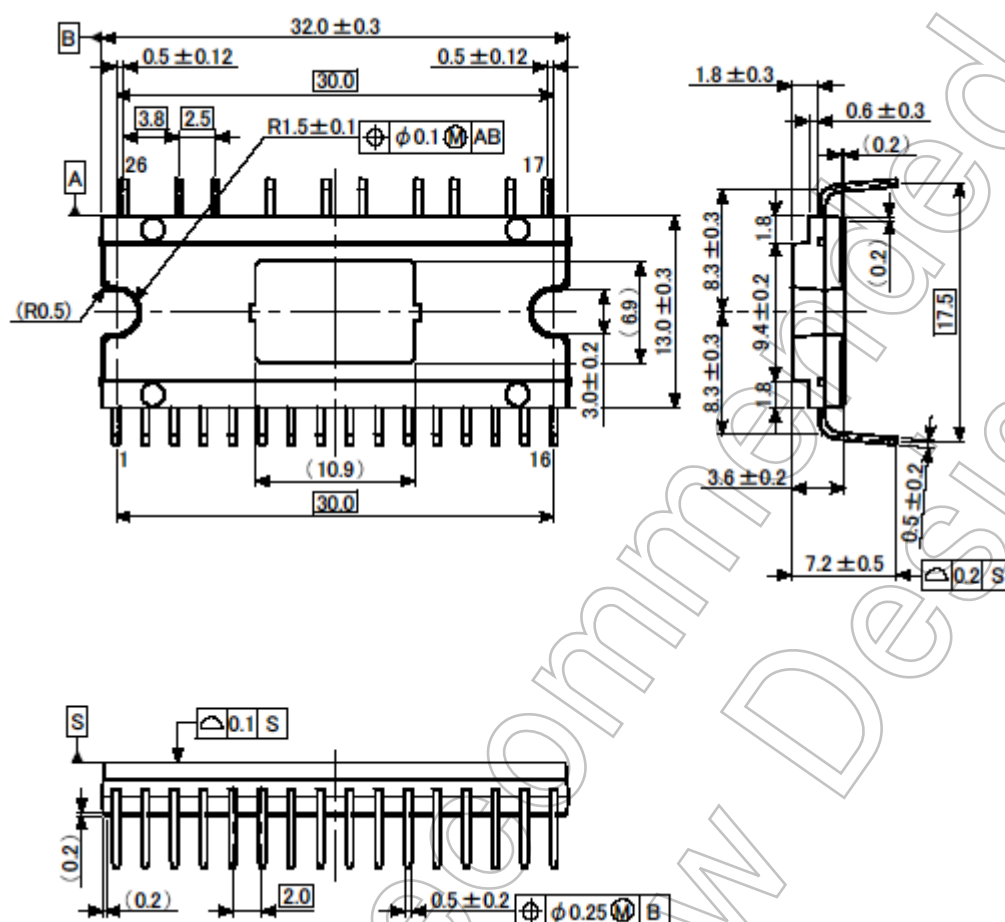 B
32.0 ±0.3
0.5 ±0.12
0.5 ±0.12
30.0
3.8
2.5
R1.5±0.1
⌖ ϕ 0.1 Ⓜ AB
26
17
A
(R0.5)
(6.9)
13.0 ±0.3
3.0±0.2
1
16
(10.9)
30.0
1.8 ±0.3
0.6 ±0.3
(0.2)
8.3 ±0.3
1.8
(0.2)
9.4 ±0.2
17.5
8.3 ±0.3
1.8
3.6 ±0.2
0.5 ±0.2
7.2 ±0.5
⌓ 0.2 S
S
⌓ 0.1 S
(0.2)
(0.2)
2.0
0.5 ±0.2
⌖ ϕ 0.25 Ⓜ B
ecommended
w Desig